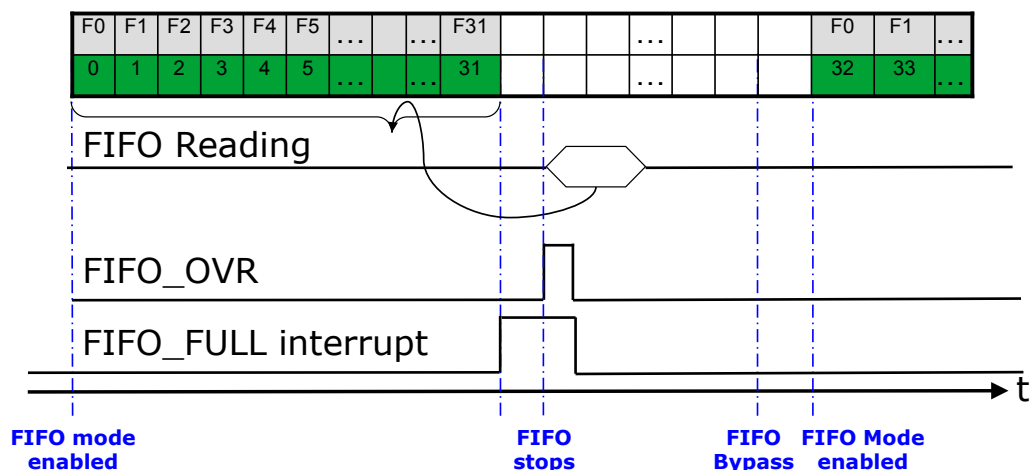 F0 F1 F2 F3 F4 F5 ... ... F31 ... F0 F1 ...
0 1 2 3 4 5 ... ... 31 ... 32 33 ...
FIFO Reading
FIFO_OVR
FIFO_FULL interrupt
t
FIFO mode enabled
FIFO stops
FIFO Bypass
FIFO Mode enabled